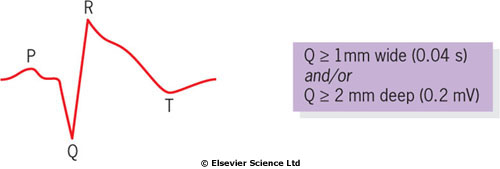 R
P
T
Q
Q ≥ 1mm wide (0.04 s)
and/or
Q ≥ 2 mm deep (0.2 mV)
© Elsevier Science Ltd